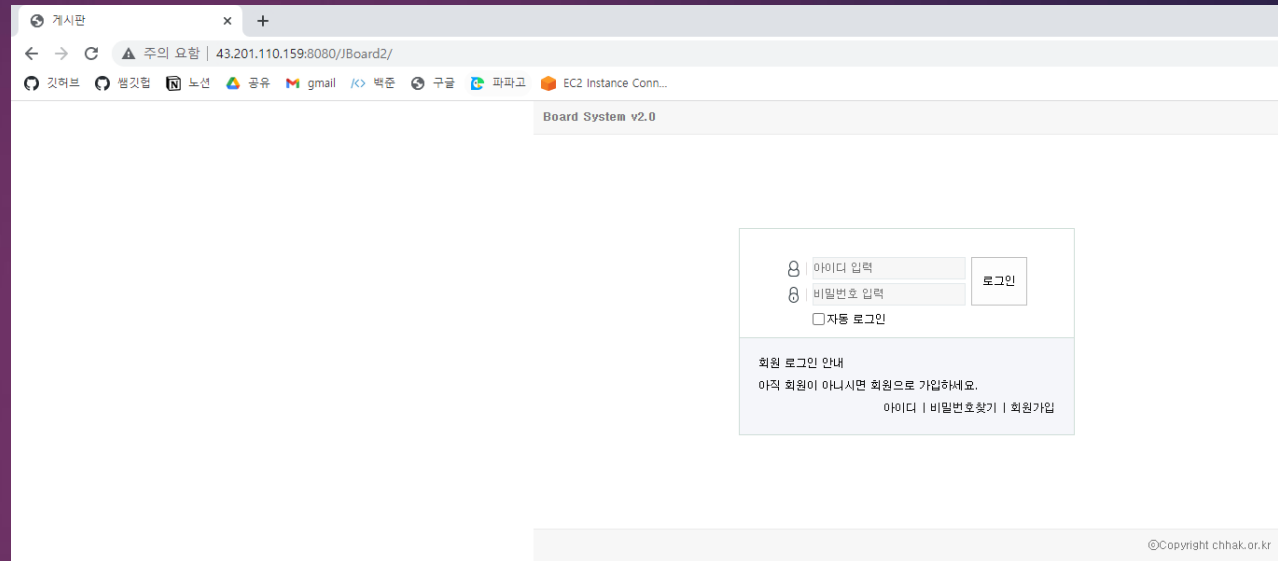 게시판
주의 요함 | 43.201.110.159:8080/JBoard2/
깃허브 쌤깃헙 노션 공유 gmail 백준 구글 파파고 EC2 Instance Conn...
Board System v2.0
아이디 입력
비밀번호 입력
로그인
자동 로그인
회원 로그인 안내
아직 회원이 아니시면 회원으로 가입하세요.
아이디 | 비밀번호찾기 | 회원가입
ⓒCopyright chhak.or.kr